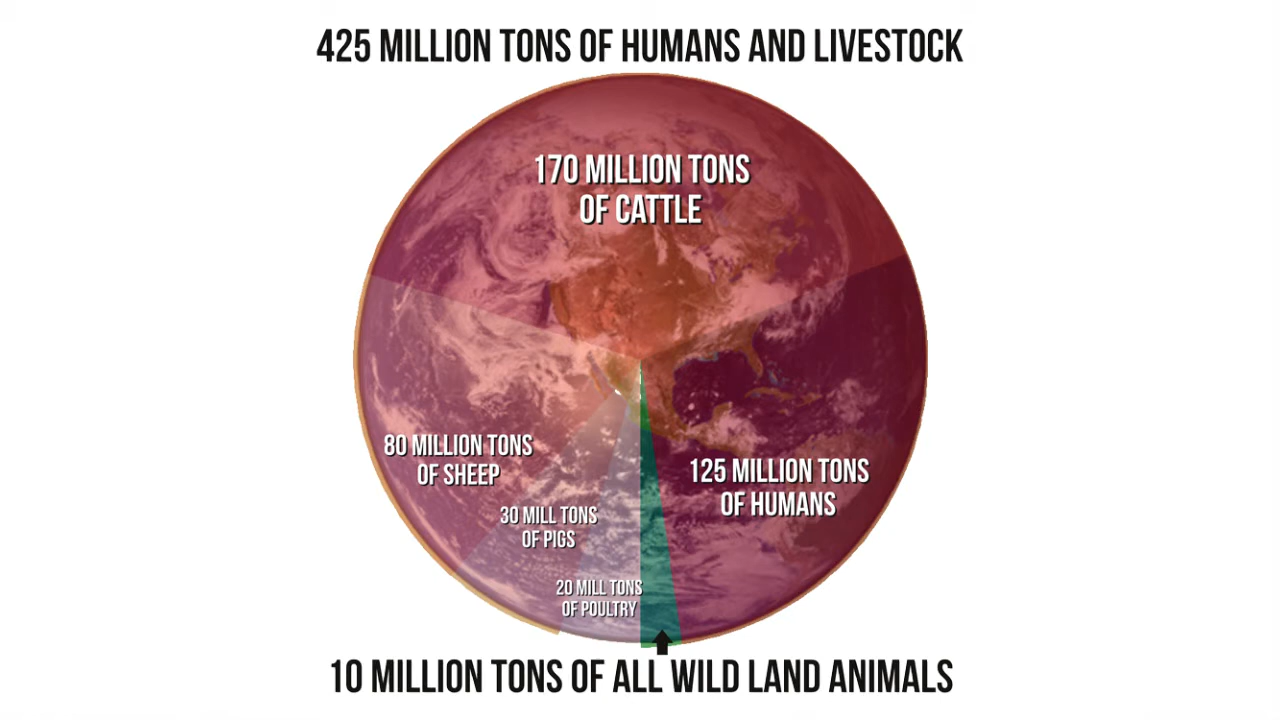 425 MILLION TONS OF HUMANS AND LIVESTOCK
170 MILLION TONS
OF CATTLE
80 MILLION TONS
OF SHEEP
125 MILLION TONS
OF HUMANS
30 MILL TONS
OF PIGS
20 MILL TONS
OF POULTRY
10 MILLION TONS OF ALL WILD LAND ANIMALS